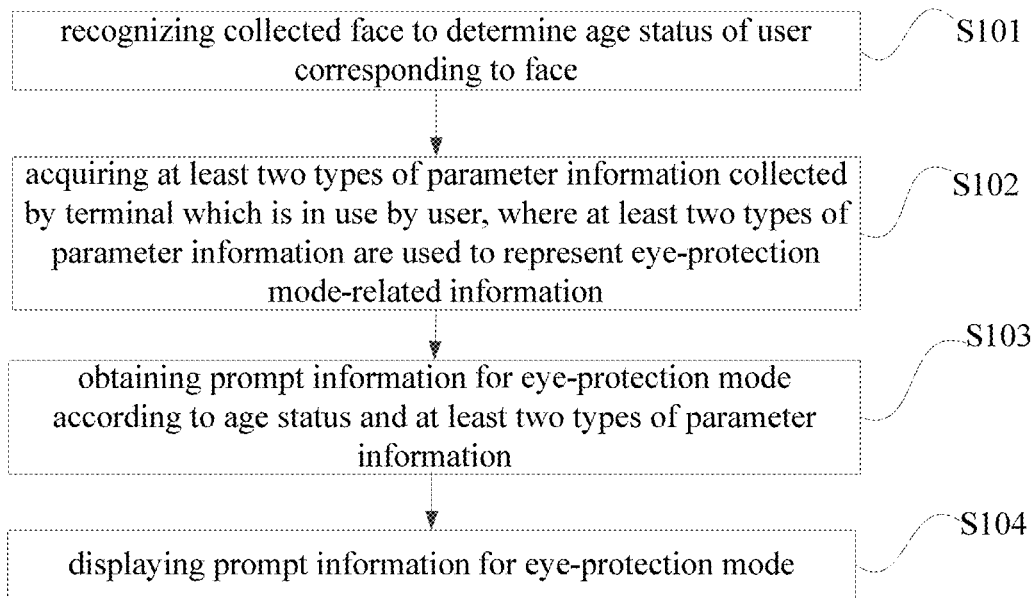 recognizing collected face to determine age status of user
corresponding to face
S101
acquiring at least two types of parameter information collected
by terminal which is in use by user, where at least two types of
parameter information are used to represent eye-protection
mode-related information
S102
obtaining prompt information for eye-protection mode
according to age status and at least two types of parameter
information
S103
displaying prompt information for eye-protection mode
S104